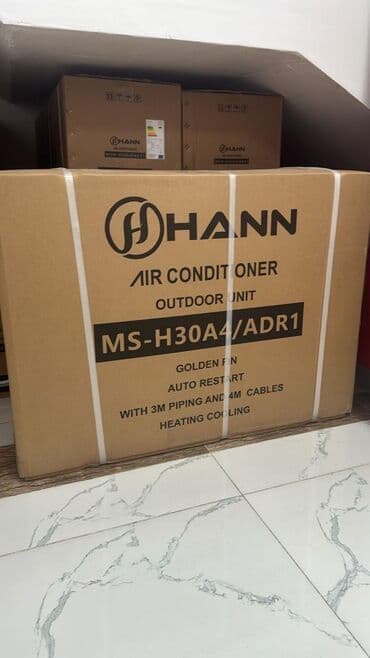 HANN
HANN
HANN
AIR CONDITIONER
OUTDOOR UNIT
MS-H30A4/ADR1
GOLDEN FIN
AUTO RESTART
WITH 3M PIPING AND 4M CABLES
HEATING COOLING